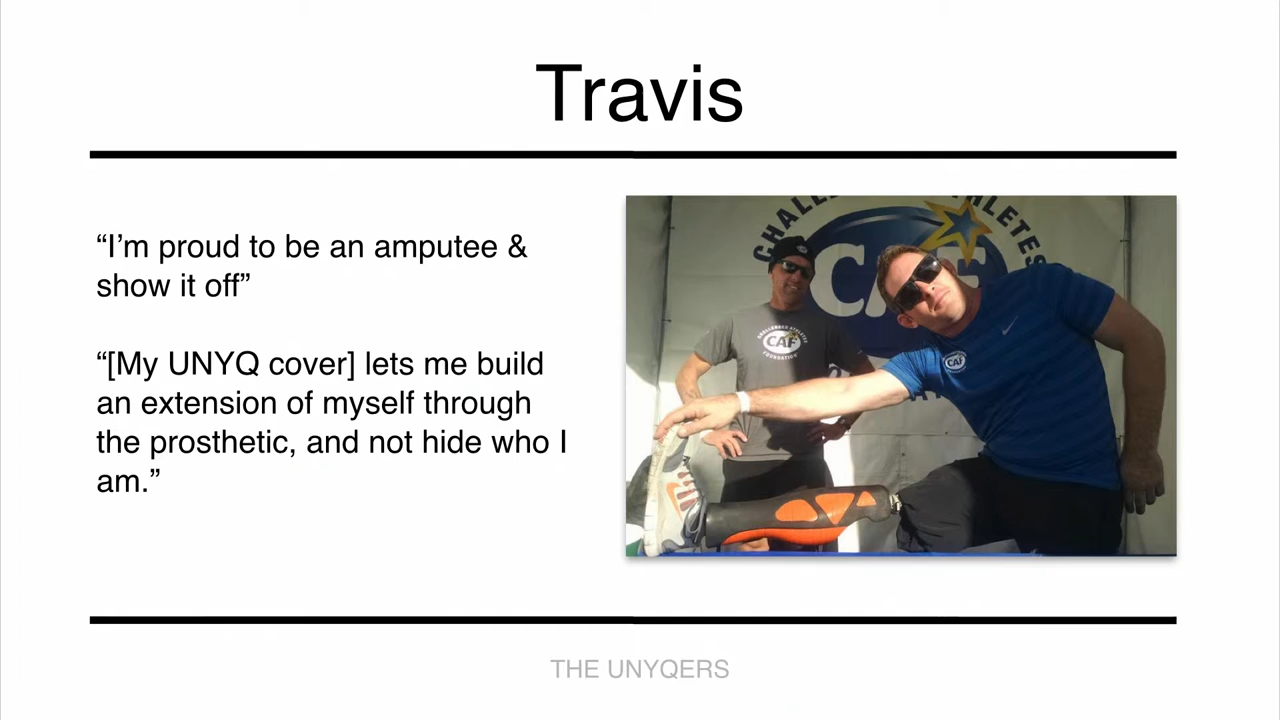 Travis
“I’m proud to be an amputee &
show it off”
“[My UNYQ cover] lets me build
an extension of myself through
the prosthetic, and not hide who I
am.”
CAF
CHALLENGED ATHLETES
CAF
FOUNDATION
CAF
THE UNYQERS